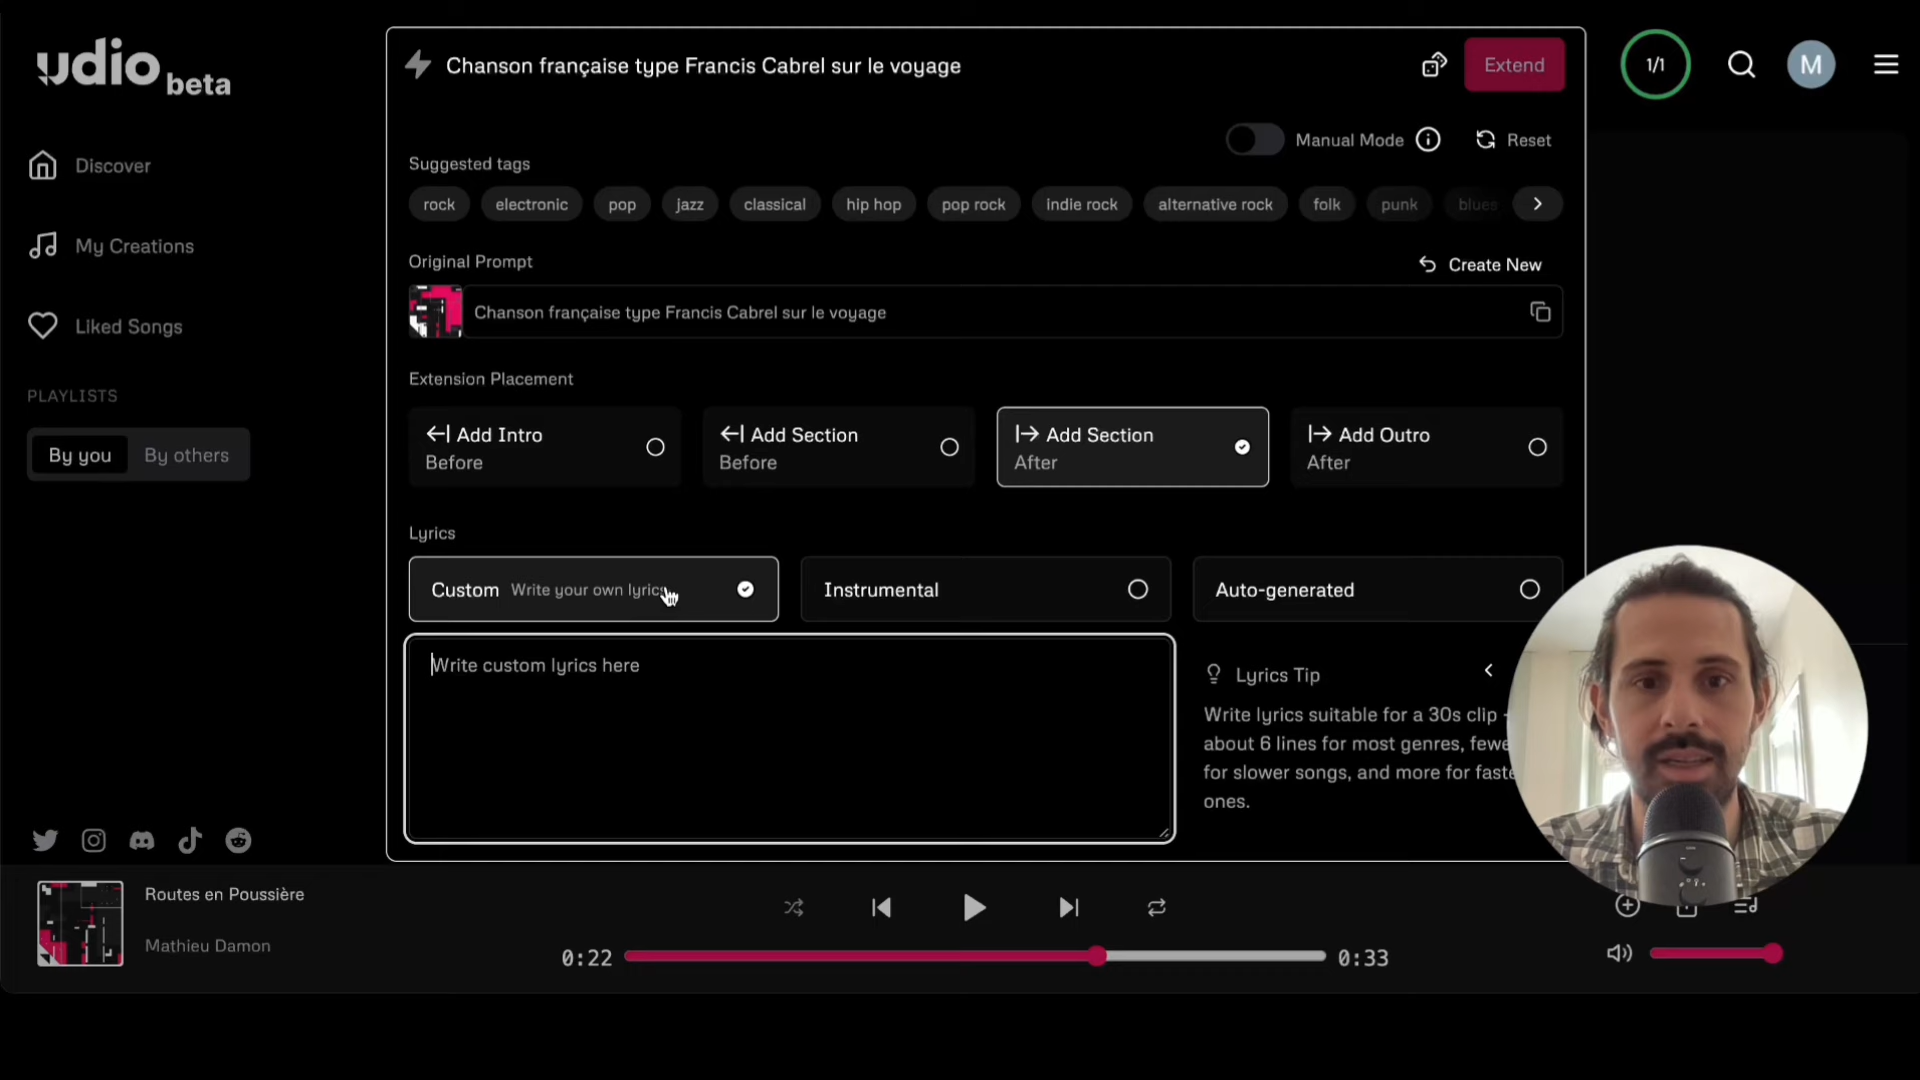 udio beta
Chanson française type Francis Cabrel sur le voyage
Extend
1/1
M
Discover
My Creations
Liked Songs
PLAYLISTS
By you
By others
Manual Mode
Reset
Suggested tags
rock
electronic
pop
jazz
classical
hip hop
pop rock
indie rock
alternative rock
folk
punk
blues
Original Prompt
Create New
Chanson française type Francis Cabrel sur le voyage
Extension Placement
Add Intro
Before
Add Section
Before
Add Section
After
Add Outro
After
Lyrics
Custom Write your own lyrics
Instrumental
Auto-generated
Write custom lyrics here
Lyrics Tip
Write lyrics suitable for a 30s clip -
about 6 lines for most genres,
for slower songs, and more for
ones.
Routes en Poussière
Mathieu Damon
0:22
0:33